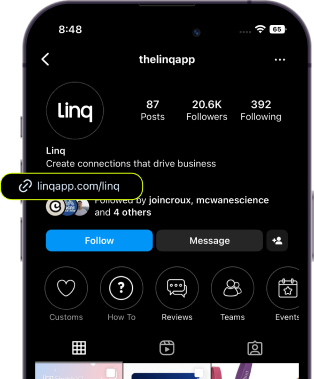 8:48
65
thelinqapp
Linq
87 20.6K 392
Posts Followers Following
Linq
Create connections that drive business
linqapp.com/linq
Followed by joincroux, mcwanescience
and 4 others
Follow Message
Customs How To Reviews Teams Events